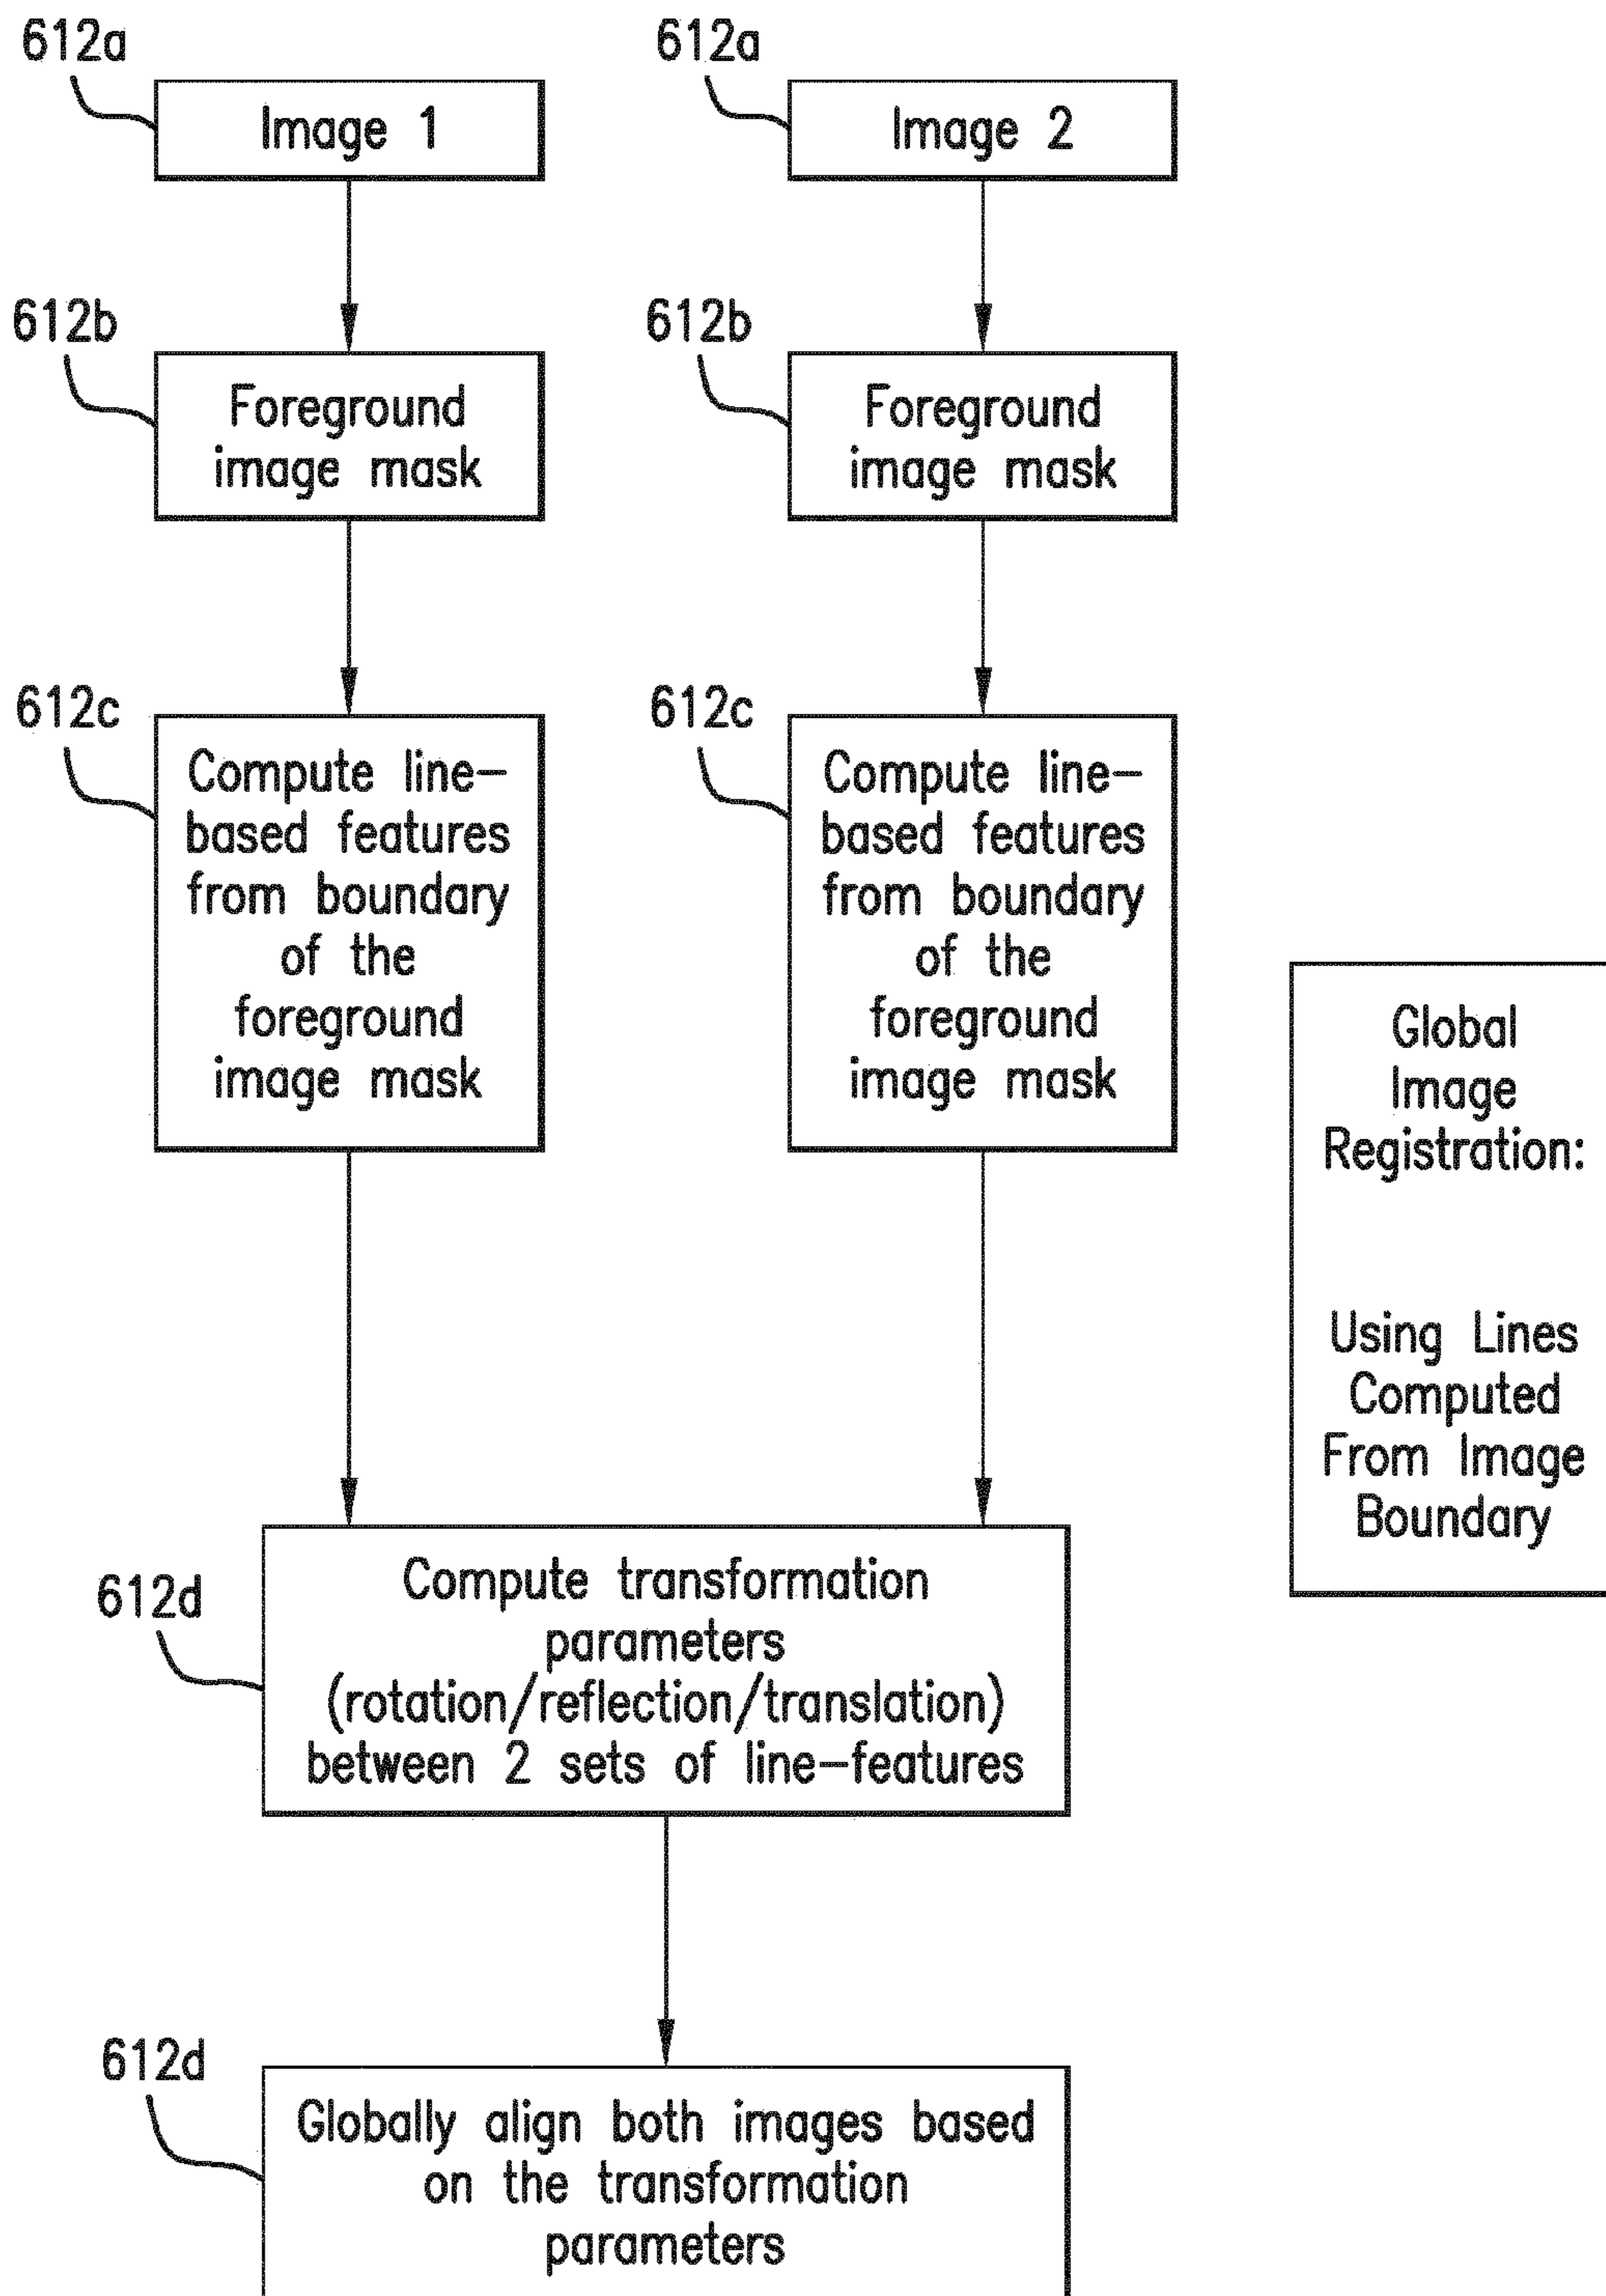 612a
Image 1
612a
Image 2
612b
Foreground
image mask
612b
Foreground
image mask
612c
Compute line–
based features
from boundary
of the
foreground
image mask
612c
Compute line–
based features
from boundary
of the
foreground
image mask
Global
Image
Registration:
Using Lines
Computed
From Image
Boundary
612d
Compute transformation
parameters
(rotation/reflection/translation)
between 2 sets of line–features
612d
Globally align both images based
on the transformation
parameters